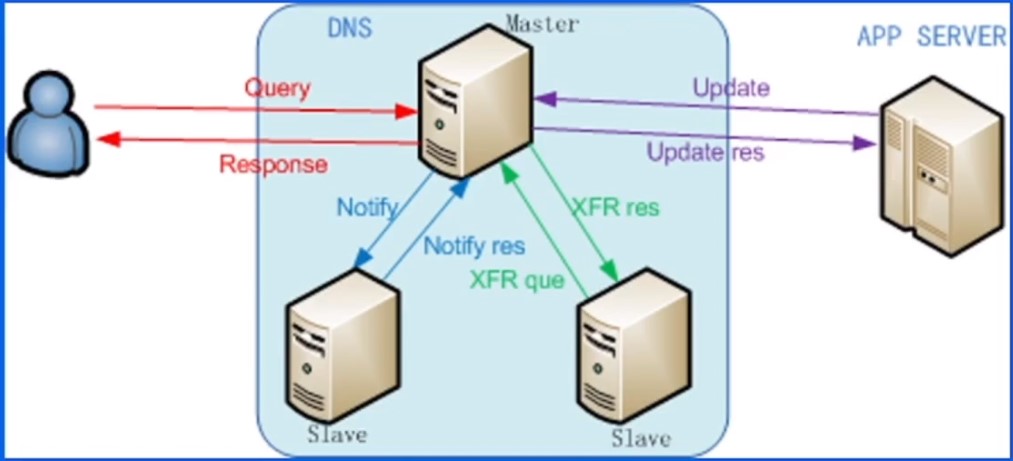 DNS
Master
APP SERVER
Query
Update
Response
Update res
Notify
XFR res
Notify res
XFR que
Slave
Slave